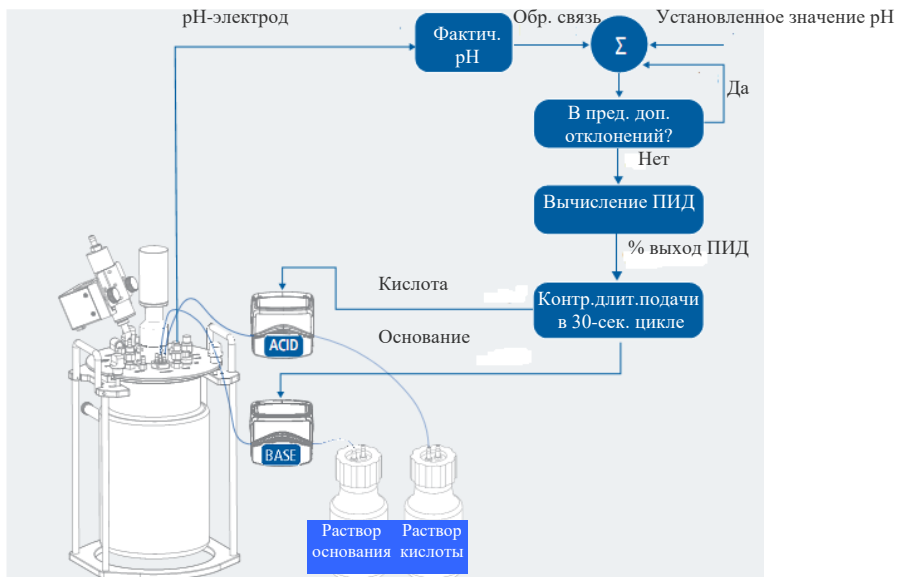 pH-электрод
Обр. связь
Установленное значение pH
Фактич.
pH
Σ
Да
В пред. доп.
отклонений?
Нет
Вычисление ПИД
% выход ПИД
Кислота
Контр.длит.подачи
в 30-сек. цикле
ACID
Основание
BASE
Раствор
основания
Раствор
кислоты